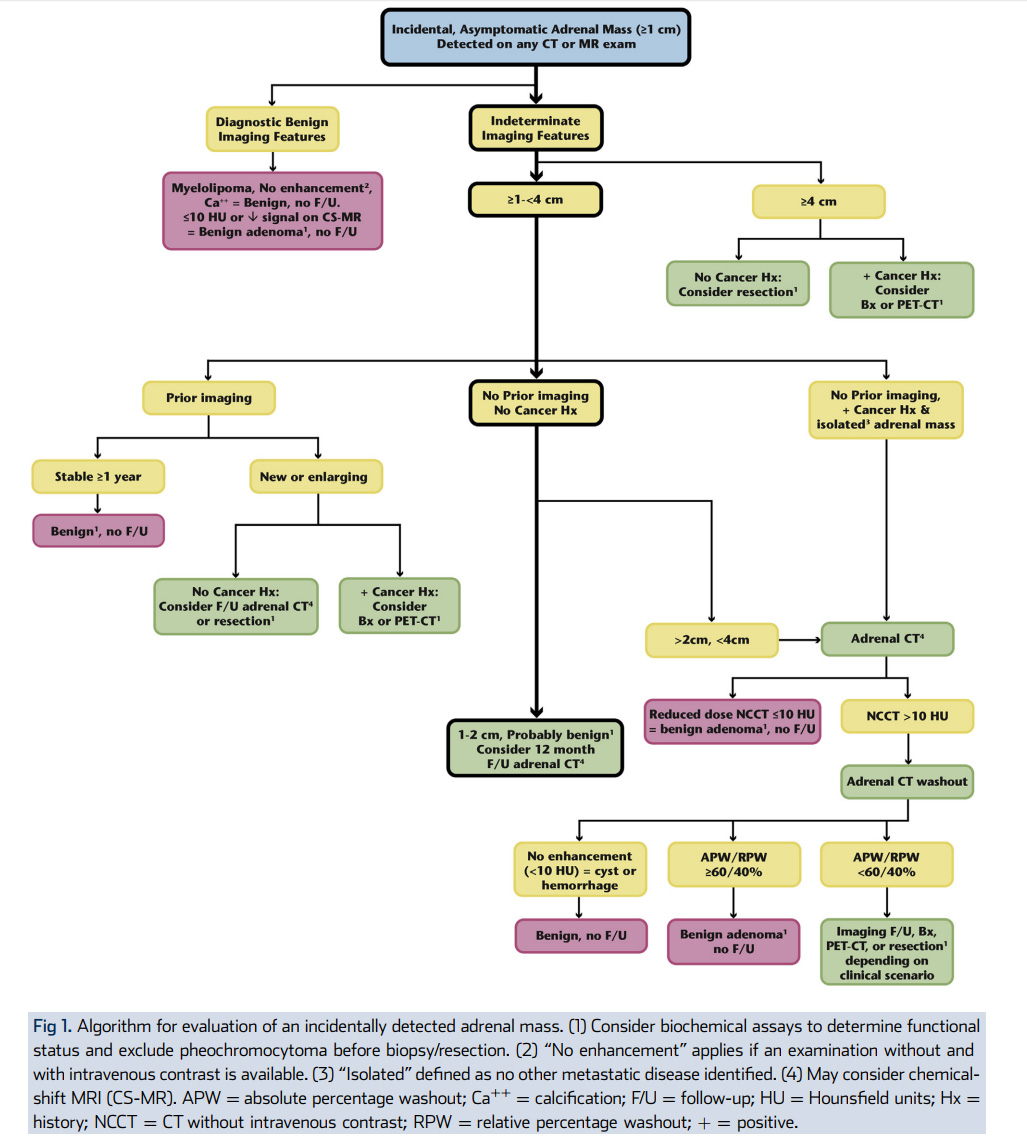 Incidental, Asymptomatic Adrenal Mass (≥1 cm)
Detected on any CT or MR exam
Diagnostic Benign
Imaging Features
Indeterminate
Imaging Features
Myelolipoma, No enhancement²,
Ca⁺⁺ = Benign, no F/U.
≤10 HU or ↓ signal on CS-MR
= Benign adenoma¹, no F/U
≥1-<4 cm
≥4 cm
No Cancer Hx:
Consider resection¹
+ Cancer Hx:
Consider
Bx or PET-CT¹
Prior imaging
No Prior imaging
No Cancer Hx
No Prior imaging,
+ Cancer Hx &
isolated³ adrenal mass
Stable ≥1 year
New or enlarging
Benign¹, no F/U
No Cancer Hx:
Consider F/U adrenal CT⁴
or resection¹
+ Cancer Hx:
Consider
Bx or PET-CT¹
>2cm, <4cm
Adrenal CT⁴
Reduced dose NCCT ≤10 HU
= benign adenoma¹, no F/U
NCCT >10 HU
1-2 cm, Probably benign¹
Consider 12 month
F/U adrenal CT⁴
Adrenal CT washout
No enhancement
(<10 HU) = cyst or
hemorrhage
APW/RPW
≥60/40%
APW/RPW
<60/40%
Benign, no F/U
Benign adenoma¹
no F/U
Imaging F/U, Bx,
PET-CT, or resection¹
depending on
clinical scenario
Fig 1. Algorithm for evaluation of an incidentally detected adrenal mass. (1) Consider biochemical assays to determine functional
status and exclude pheochromocytoma before biopsy/resection. (2) “No enhancement” applies if an examination without and
with intravenous contrast is available. (3) “Isolated” defined as no other metastatic disease identified. (4) May consider chemical-
shift MRI (CS-MR). APW = absolute percentage washout; Ca⁺⁺ = calcification; F/U = follow-up; HU = Hounsfield units; Hx =
history; NCCT = CT without intravenous contrast; RPW = relative percentage washout; + = positive.